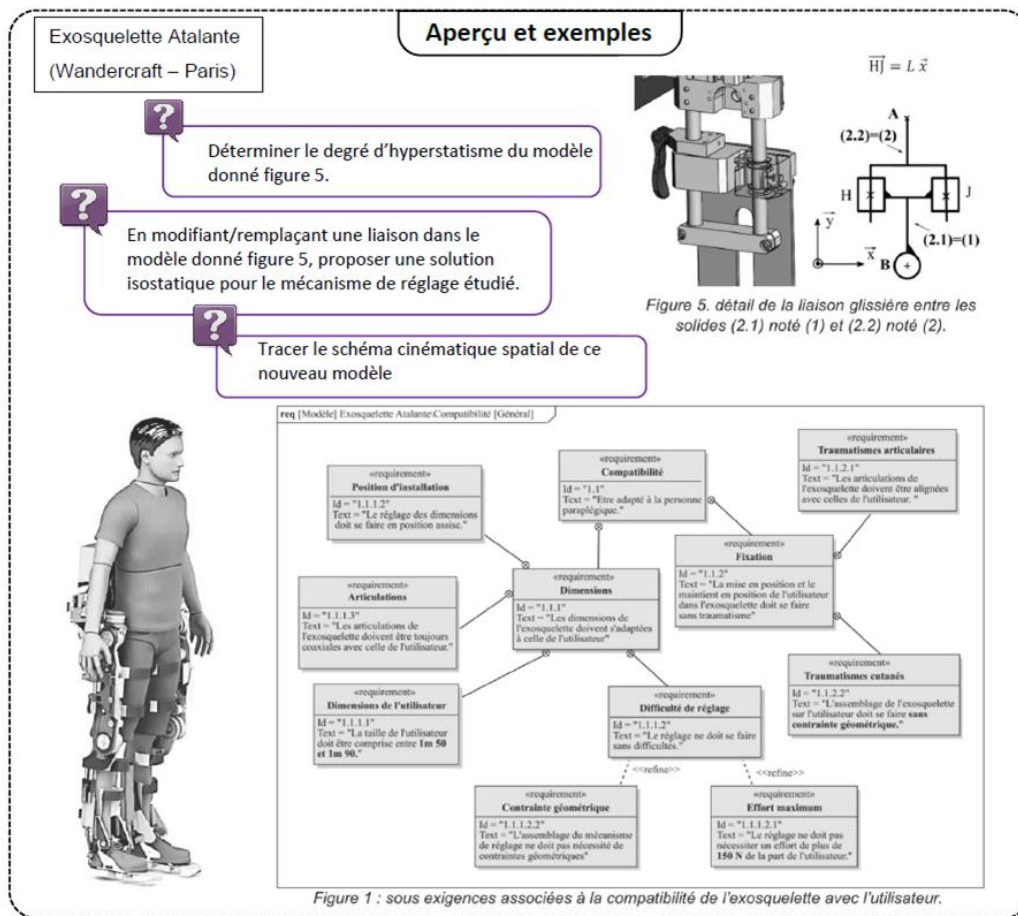 Exosquelette Atalante
(Wandercraft – Paris)
Aperçu et exemples
?
Déterminer le degré d'hyperstatisme du modèle
donné figure 5.
?
En modifiant/remplaçant une liaison dans le
modèle donné figure 5, proposer une solution
isostatique pour le mécanisme de réglage étudié.
?
Tracer le schéma cinématique spatial de ce
nouveau modèle
HJ = L x
A
(2.2)=(2)
H
J
y
x
(2.1)=(1)
B
Figure 5. détail de la liaison glissière entre les
solides (2.1) noté (1) et (2.2) noté (2).
req [Modèle] Exosquelette Atalante\Compatibilité [Général]
«requirement»
Position d'installation
Id = "1.1.1.2"
Text = "Le réglage des dimensions
doit se faire en position assise."
«requirement»
Compatibilité
Id = "1.1"
Text = "Etre adapté à la personne
paraplégique."
«requirement»
Traumatismes articulaires
Id = "1.1.2.1"
Text = "Les articulations de
l'exosquelette doivent être alignées
avec celles de l'utilisateur. "
«requirement»
Articulations
Id = "1.1.1.3"
Text = "Les articulations de
l'exosquelette doivent être toujours
coaxiales avec celle de l'utilisateur."
«requirement»
Dimensions
Id = "1.1.1"
Text = "Les dimensions de
l'exosquelette doivent s'adaptées
à celle de l'utilisateur"
«requirement»
Fixation
Id = "1.1.2"
Text = "La mise en position et le
maintient en position de l'utilisateur
dans l'exosquelette doit se faire
sans traumatisme"
«requirement»
Dimensions de l'utilisateur
Id = "1.1.1.1"
Text = "La taille de l'utilisateur
doit être comprise entre 1m 50
et 1m 90."
«requirement»
Difficulté de réglage
Id = "1.1.1.2"
Text = "Le réglage ne doit se faire
sans difficultés."
«requirement»
Traumatismes cutanés
Id = "1.1.2.2"
Text = "L'assemblage de l'exosquelette
sur l'utilisateur doit se faire sans
contrainte géométrique."
<<refine>>
<<refine>>
«requirement»
Contrainte géométrique
Id = "1.1.1.2.2"
Text = "L'assemblage du mécanisme
de réglage ne doit pas nécessité de
contraintes géométriques"
«requirement»
Effort maximum
Id = "1.1.1.2.1"
Text = "Le réglage ne doit pas
nécessiter un effort de plus de
150 N de la part de l'utilisateur."
Figure 1 : sous exigences associées à la compatibilité de l'exosquelette avec l'utilisateur.